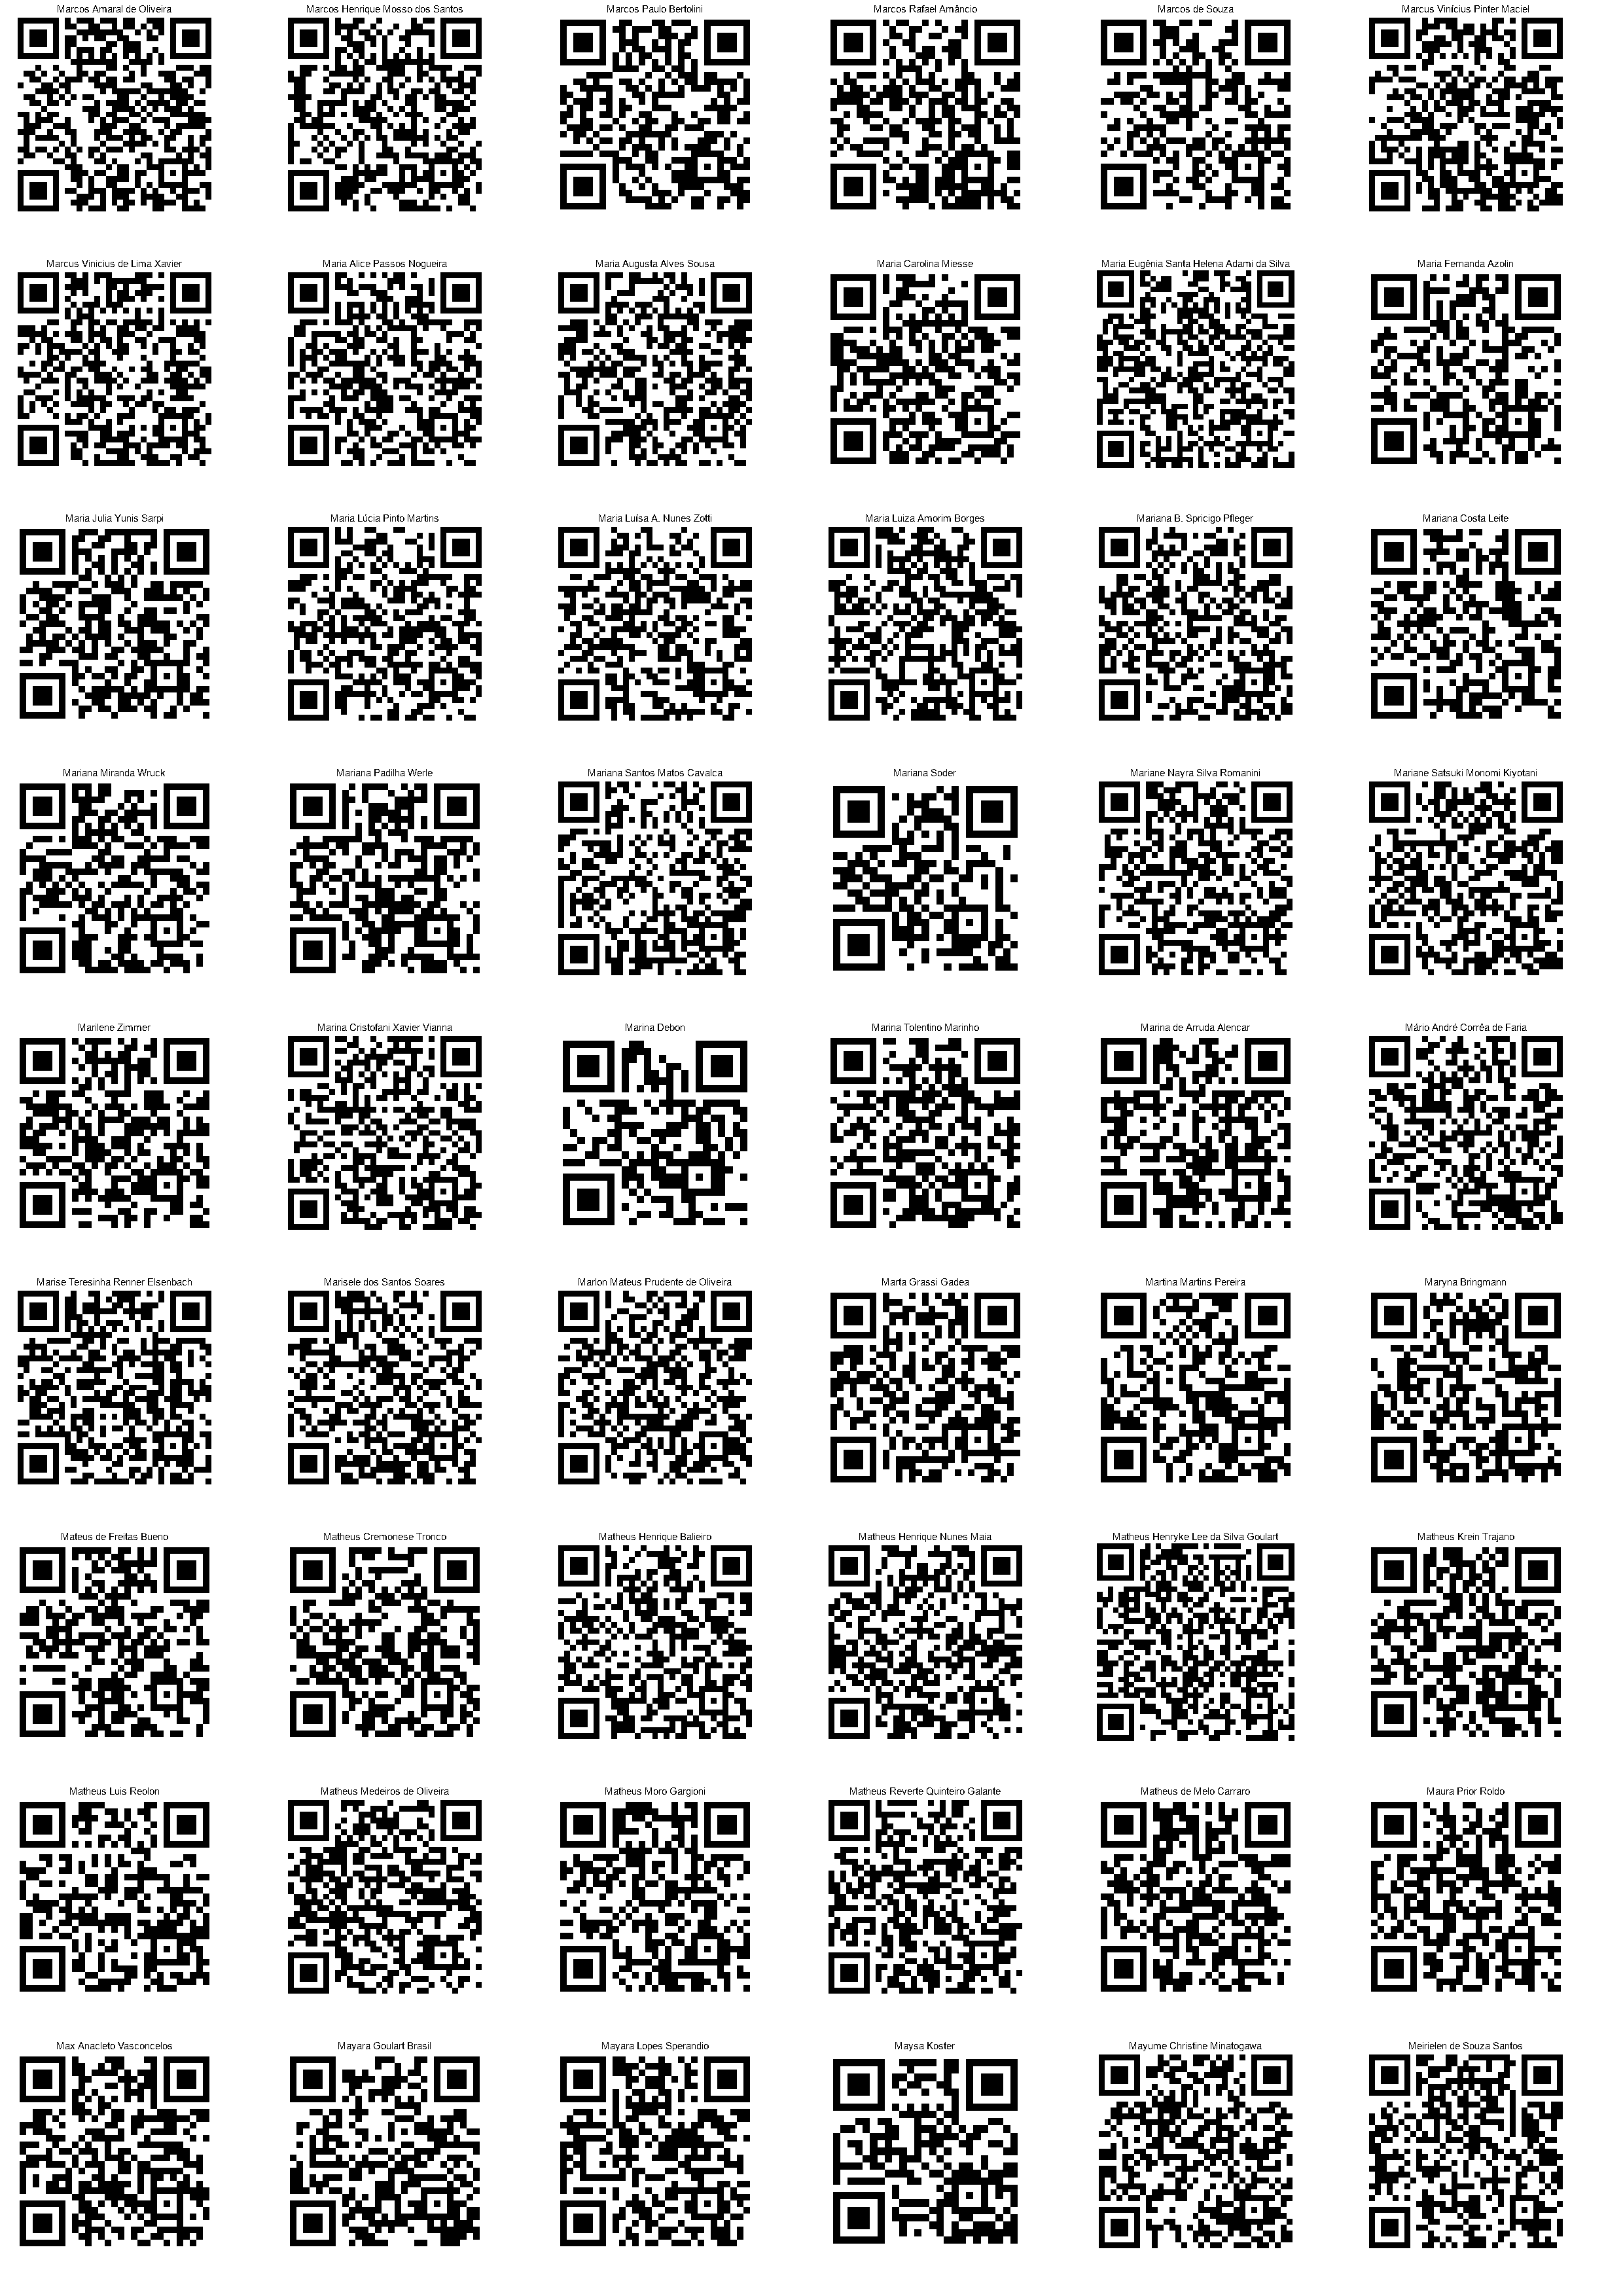 Marcos Amaral de Oliveira
Marcos Henrique Mosso dos Santos
Marcos Paulo Bertolini
Marcos Rafael Amâncio
Marcos de Souza
Marcus Vinícius Pinter Maciel
Marcus Vinicius de Lima Xavier
Maria Alice Passos Nogueira
Maria Augusta Alves Sousa
Maria Carolina Miesse
Maria Eugênia Santa Helena Adami da Silva
Maria Fernanda Azolin
Maria Julia Yunis Sarpi
Maria Lúcia Pinto Martins
Maria Luísa A. Nunes Zotti
Maria Luiza Amorim Borges
Mariana B. Spricigo Pfleger
Mariana Costa Leite
Mariana Miranda Wruck
Mariana Padilha Werle
Mariana Santos Matos Cavalca
Mariana Soder
Mariane Nayra Silva Romanini
Mariane Satsuki Monomi Kiyotani
Marilene Zimmer
Marina Cristofani Xavier Vianna
Marina Debon
Marina Tolentino Marinho
Marina de Arruda Alencar
Mário André Corrêa de Faria
Marise Teresinha Renner Elsenbach
Marisele dos Santos Soares
Marlon Mateus Prudente de Oliveira
Marta Grassi Gadea
Martina Martins Pereira
Maryna Bringmann
Mateus de Freitas Bueno
Matheus Cremonese Tronco
Matheus Henrique Balieiro
Matheus Henrique Nunes Maia
Matheus Henryke Lee da Silva Goulart
Matheus Krein Trajano
Matheus Luis Reolon
Matheus Medeiros de Oliveira
Matheus Moro Gargioni
Matheus Reverte Quinteiro Galante
Matheus de Melo Carraro
Maura Prior Roldo
Max Anacleto Vasconcelos
Mayara Goulart Brasil
Mayara Lopes Sperandio
Maysa Koster
Mayume Christine Minatogawa
Meirielen de Souza Santos